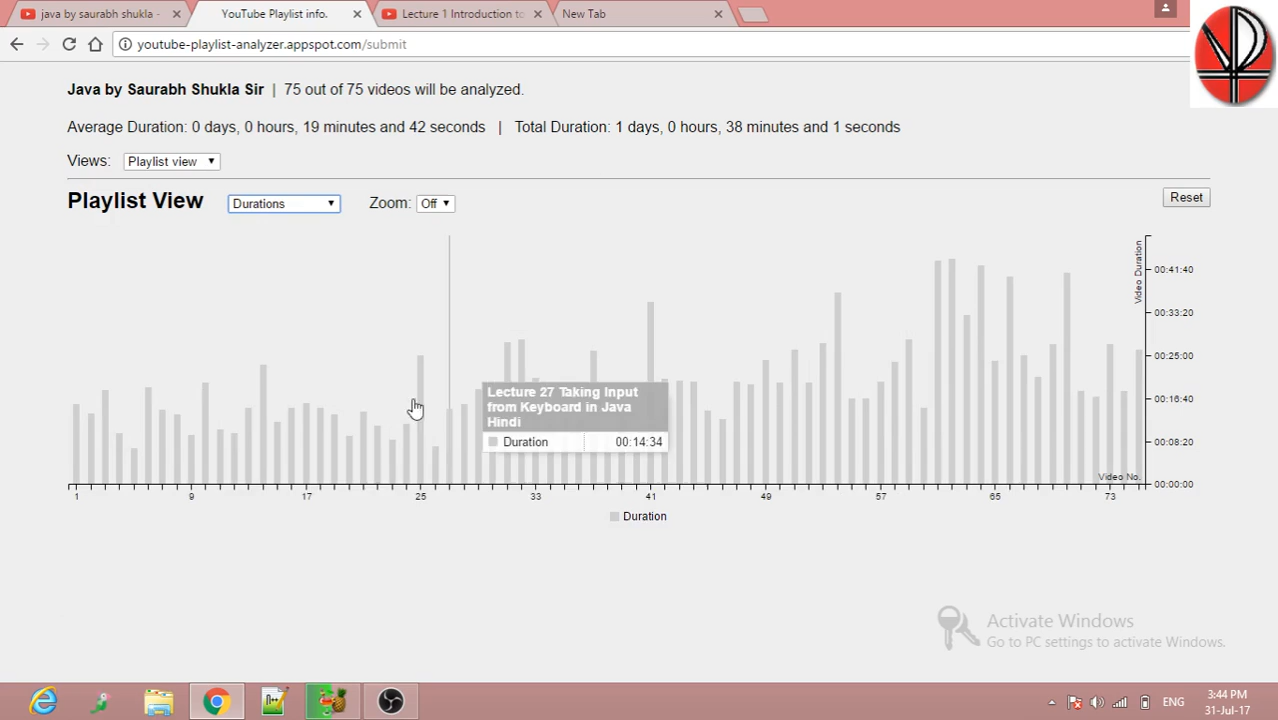 java by saurabh shukla -
YouTube Playlist info.
Lecture 1 Introduction to
New Tab
youtube-playlist-analyzer.appspot.com/submit
Java by Saurabh Shukla Sir | 75 out of 75 videos will be analyzed.
Average Duration: 0 days, 0 hours, 19 minutes and 42 seconds | Total Duration: 1 days, 0 hours, 38 minutes and 1 seconds
Views: Playlist view
Playlist View Durations Zoom: Off Reset
Video Duration
00:41:40
00:33:20
00:25:00
00:16:40
00:08:20
00:00:00
Lecture 27 Taking Input
from Keyboard in Java
Hindi
Duration 00:14:34
Video No.
1 9 17 25 33 41 49 57 65 73
Duration
Activate Windows
Go to PC settings to activate Windows.
ENG
3:44 PM
31-Jul-17